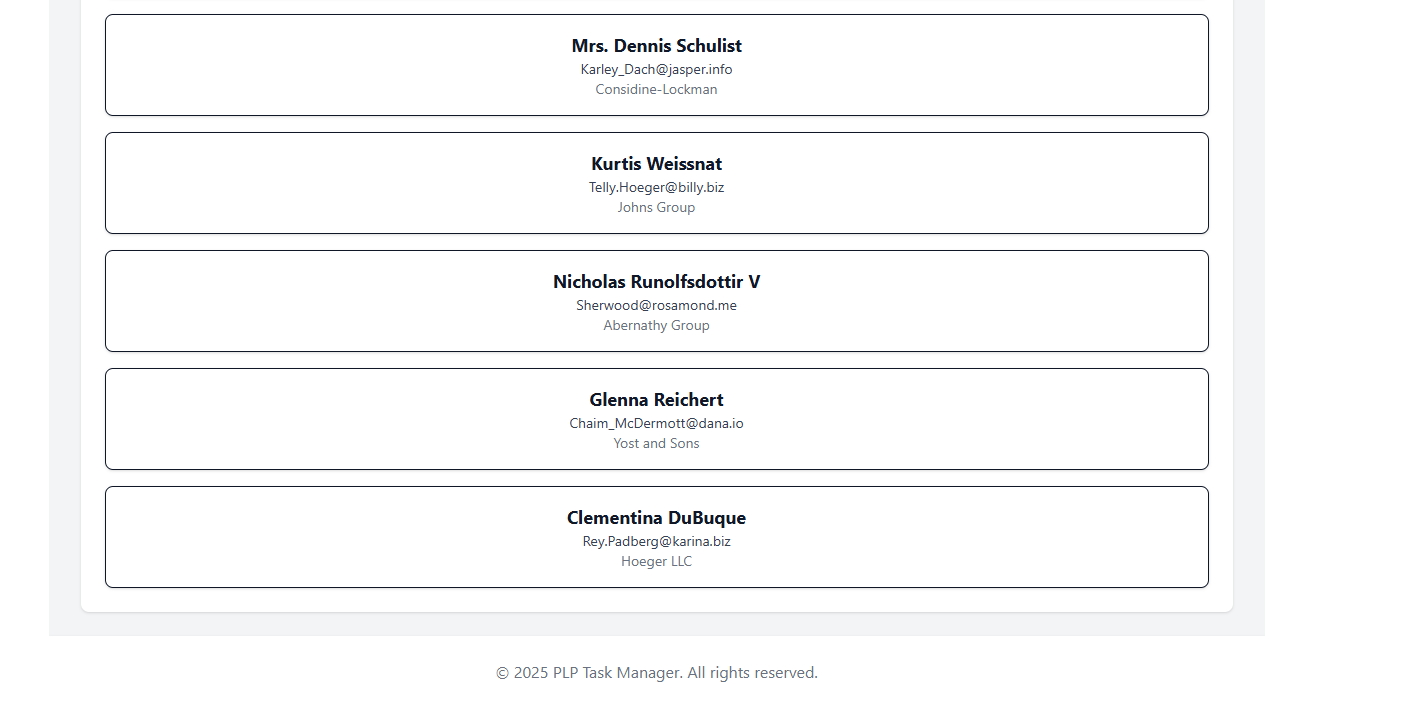 Mrs. Dennis Schulist
Karley_Dach@jasper.info
Considine-Lockman
Kurtis Weissnat
Telly.Hoeger@billy.biz
Johns Group
Nicholas Runolfsdottir V
Sherwood@rosamond.me
Abernathy Group
Glenna Reichert
Chaim_McDermott@dana.io
Yost and Sons
Clementina DuBuque
Rey.Padberg@karina.biz
Hoeger LLC
© 2025 PLP Task Manager. All rights reserved.